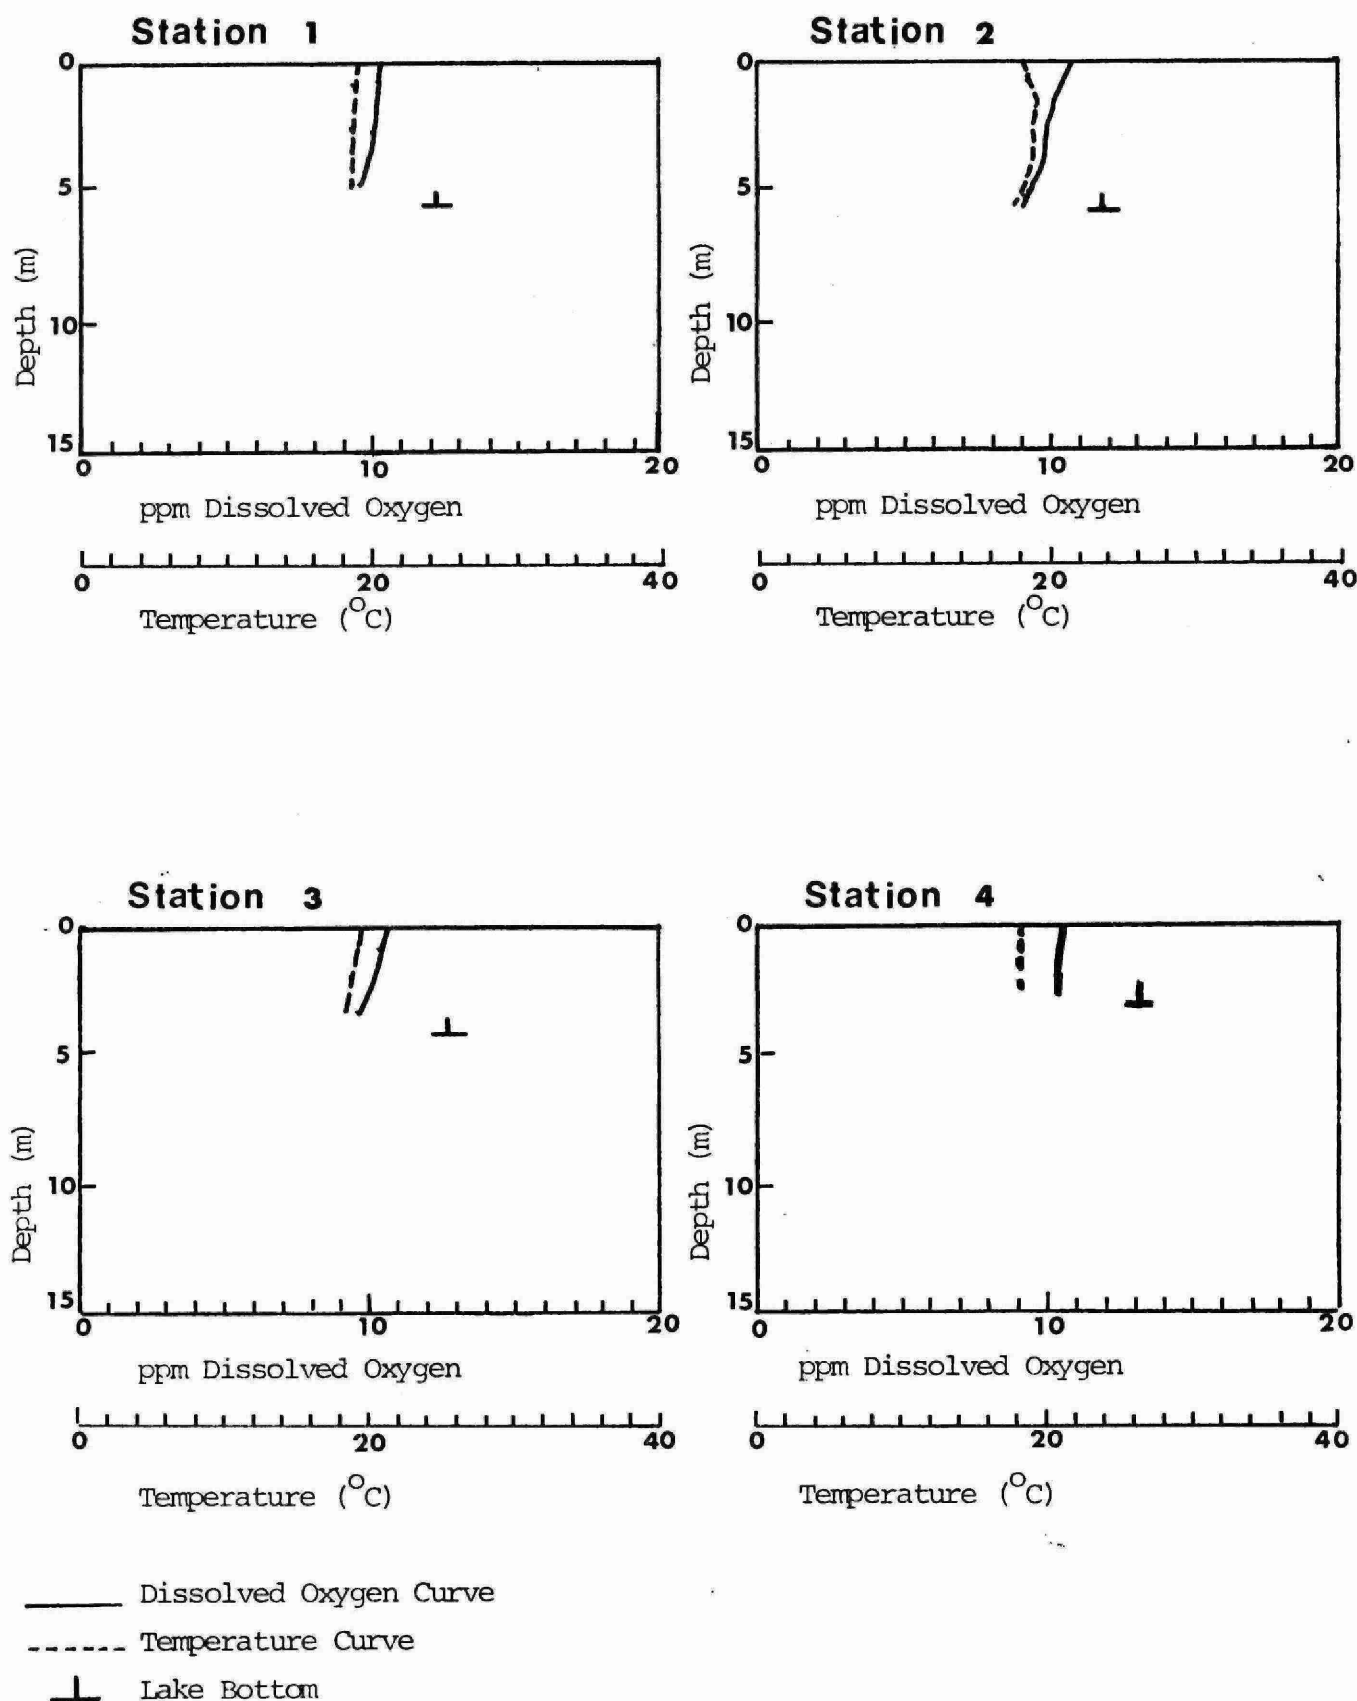 Station 1
0
5
10
15
Depth (m)
0 10 20
ppm Dissolved Oxygen
0 20 40
Temperature (°C)
Station 2
0
5
10
15
Depth (m)
0 10 20
ppm Dissolved Oxygen
0 20 40
Temperature (°C)
Station 3
0
5
10
15
Depth (m)
0 10 20
ppm Dissolved Oxygen
0 20 40
Temperature (°C)
Station 4
0
5
10
15
Depth (m)
0 10 20
ppm Dissolved Oxygen
0 20 40
Temperature (°C)
Dissolved Oxygen Curve
Temperature Curve
Lake Bottom